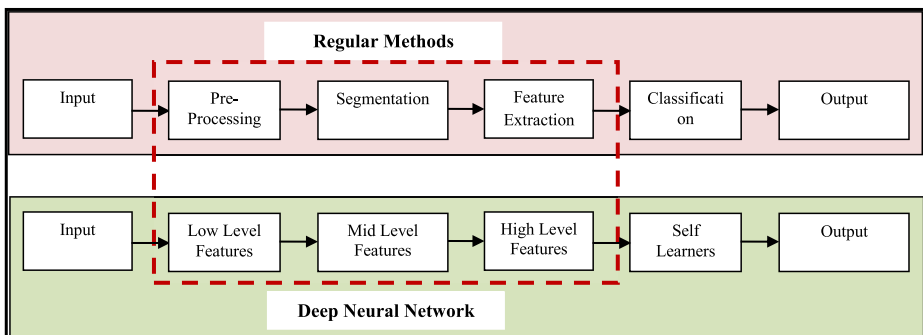 Regular Methods
Input
Pre-
Processing
Segmentation
Feature
Extraction
Classificati
on
Output
Input
Low Level
Features
Mid Level
Features
High Level
Features
Self
Learners
Output
Deep Neural Network